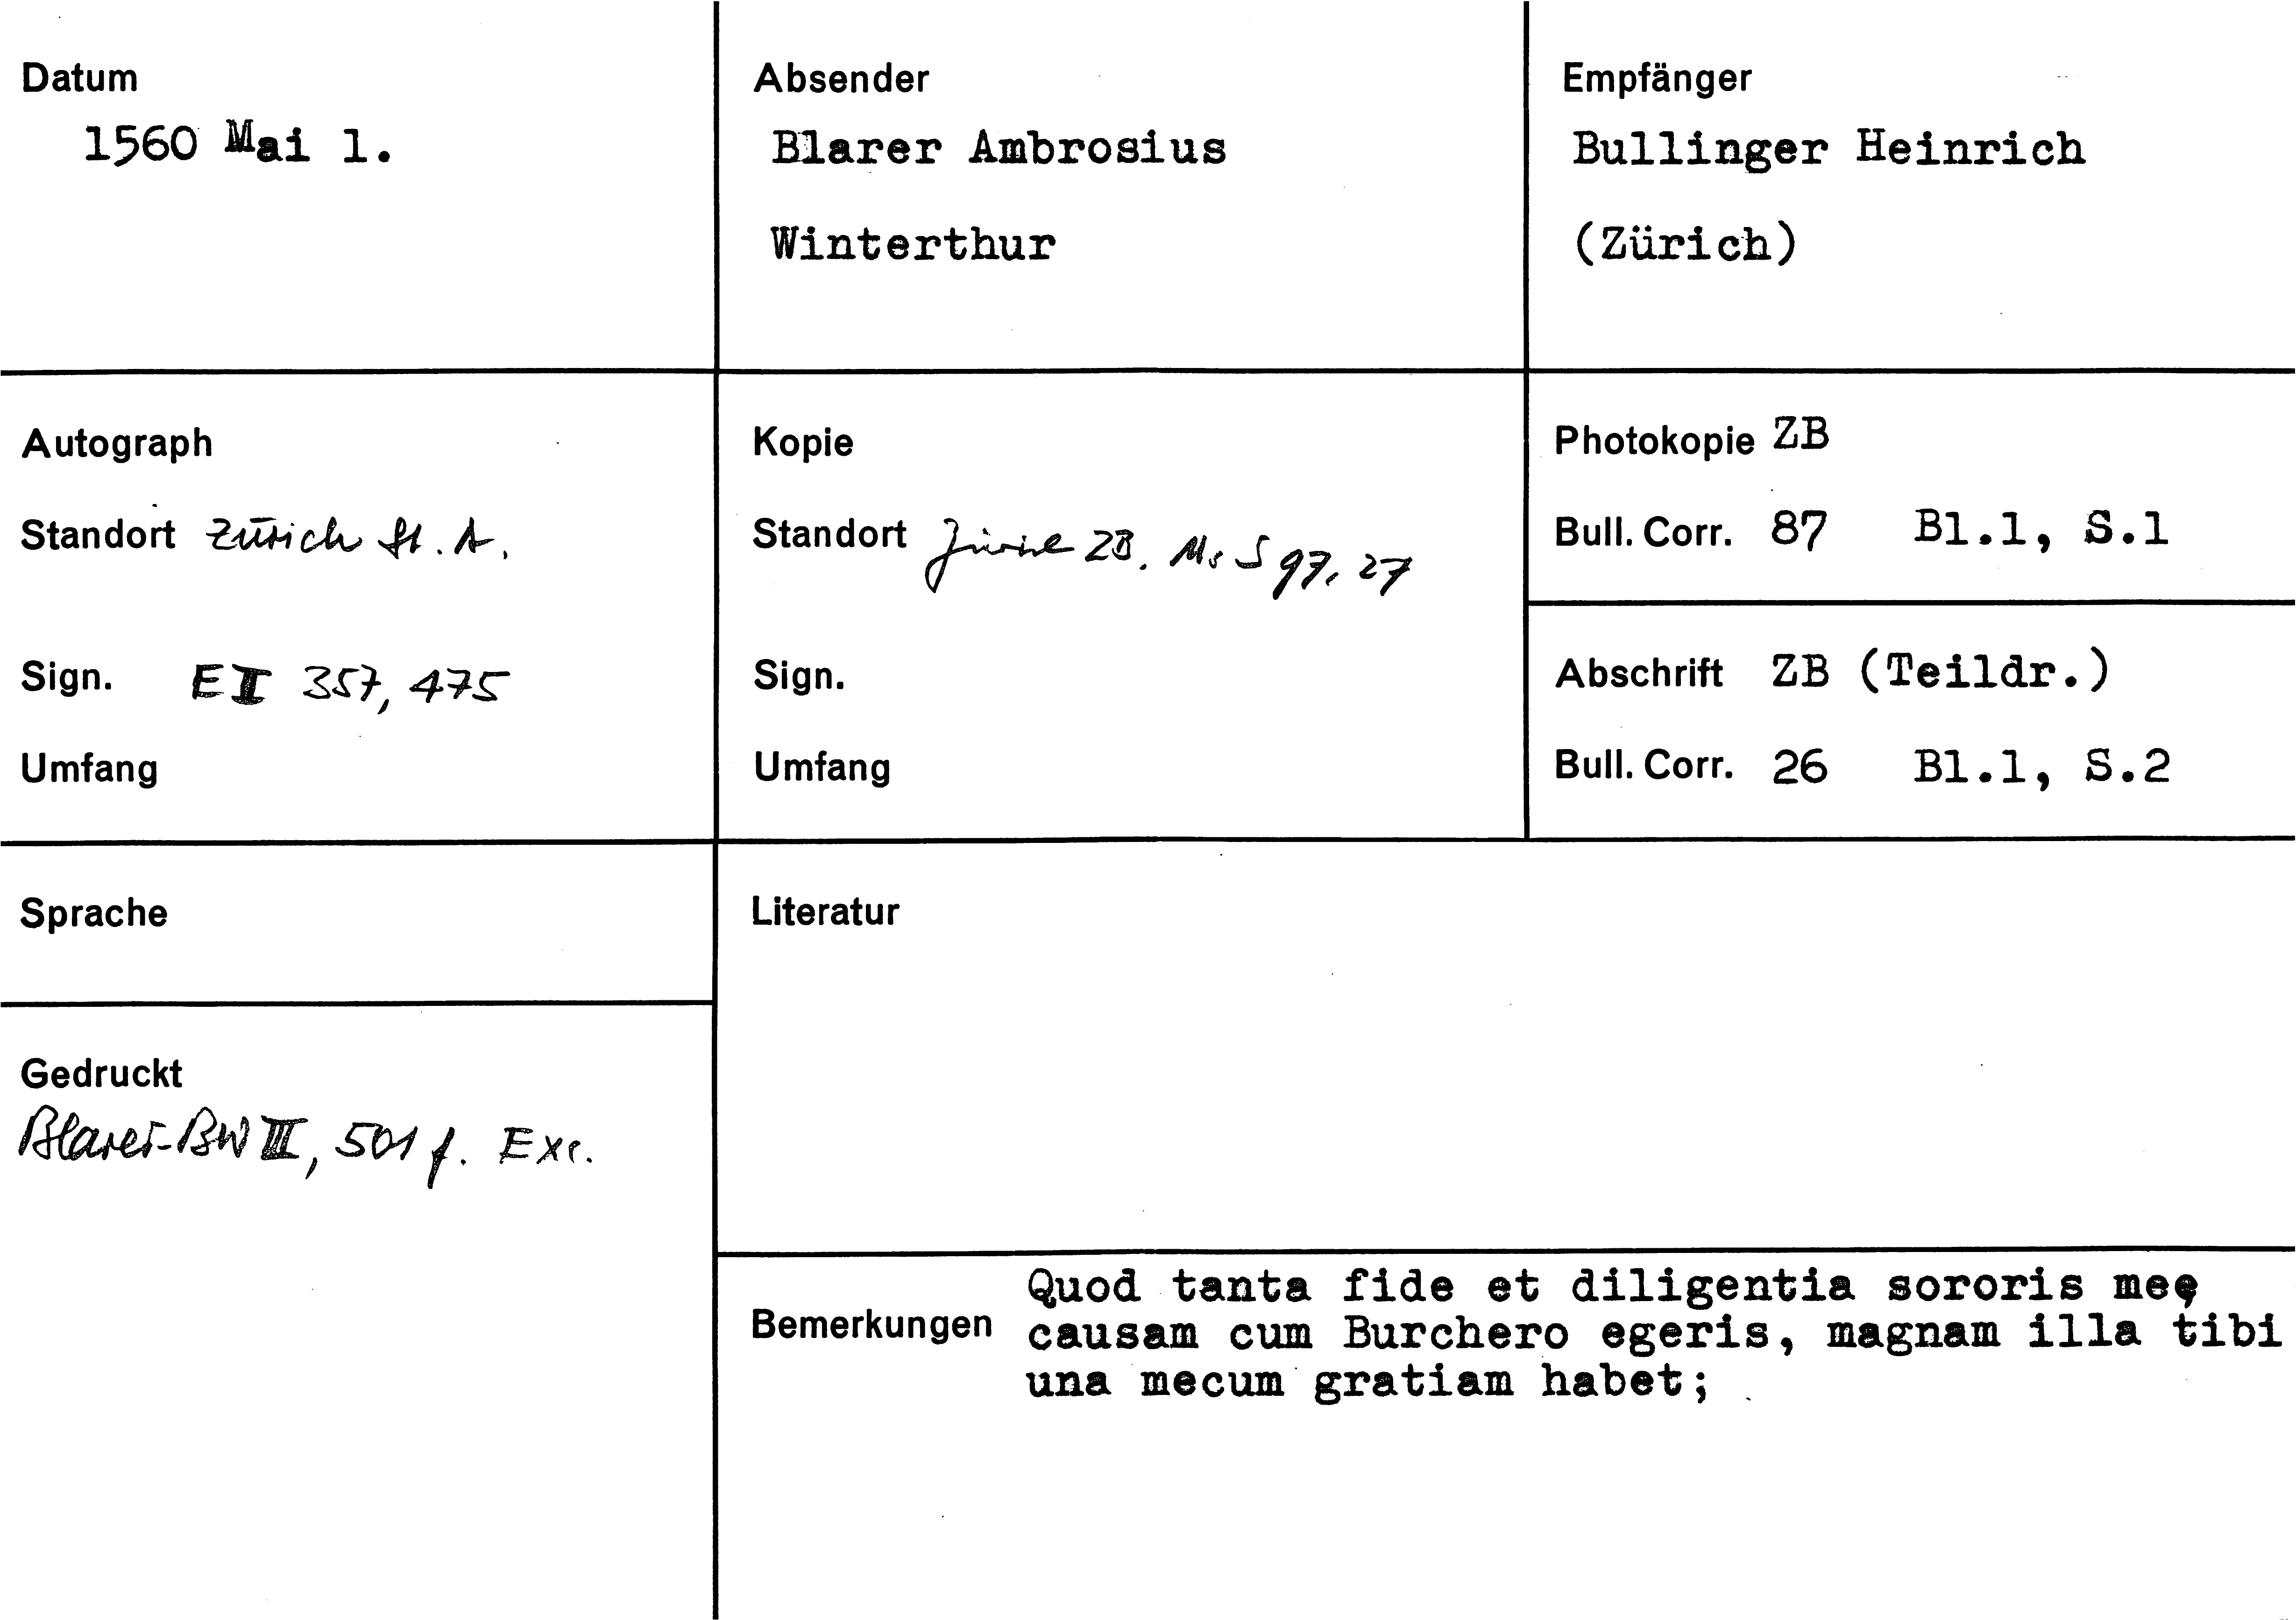 Datum
1560 Mai 1.
Absender
Blarer Ambrosius
Winterthur
Empfänger
Bullinger Heinrich
(Zürich)
Autograph
Standort Zürich St. A.
Sign. E II 357, 475
Umfang
Kopie
Standort Zürich ZB. Ms S 97, 27
Sign.
Umfang
Photokopie ZB
Bull. Corr. 87 Bl.1, S.1
Abschrift ZB (Teildr.)
Bull. Corr. 26 Bl.1, S.2
Sprache
Gedruckt
Blarer-BW III, 501 f. Exc.
Literatur
Bemerkungen
Quod tanta fide et diligentia sororis meę
causam cum Burchero egeris, magnam illa tibi
una mecum gratiam habet;